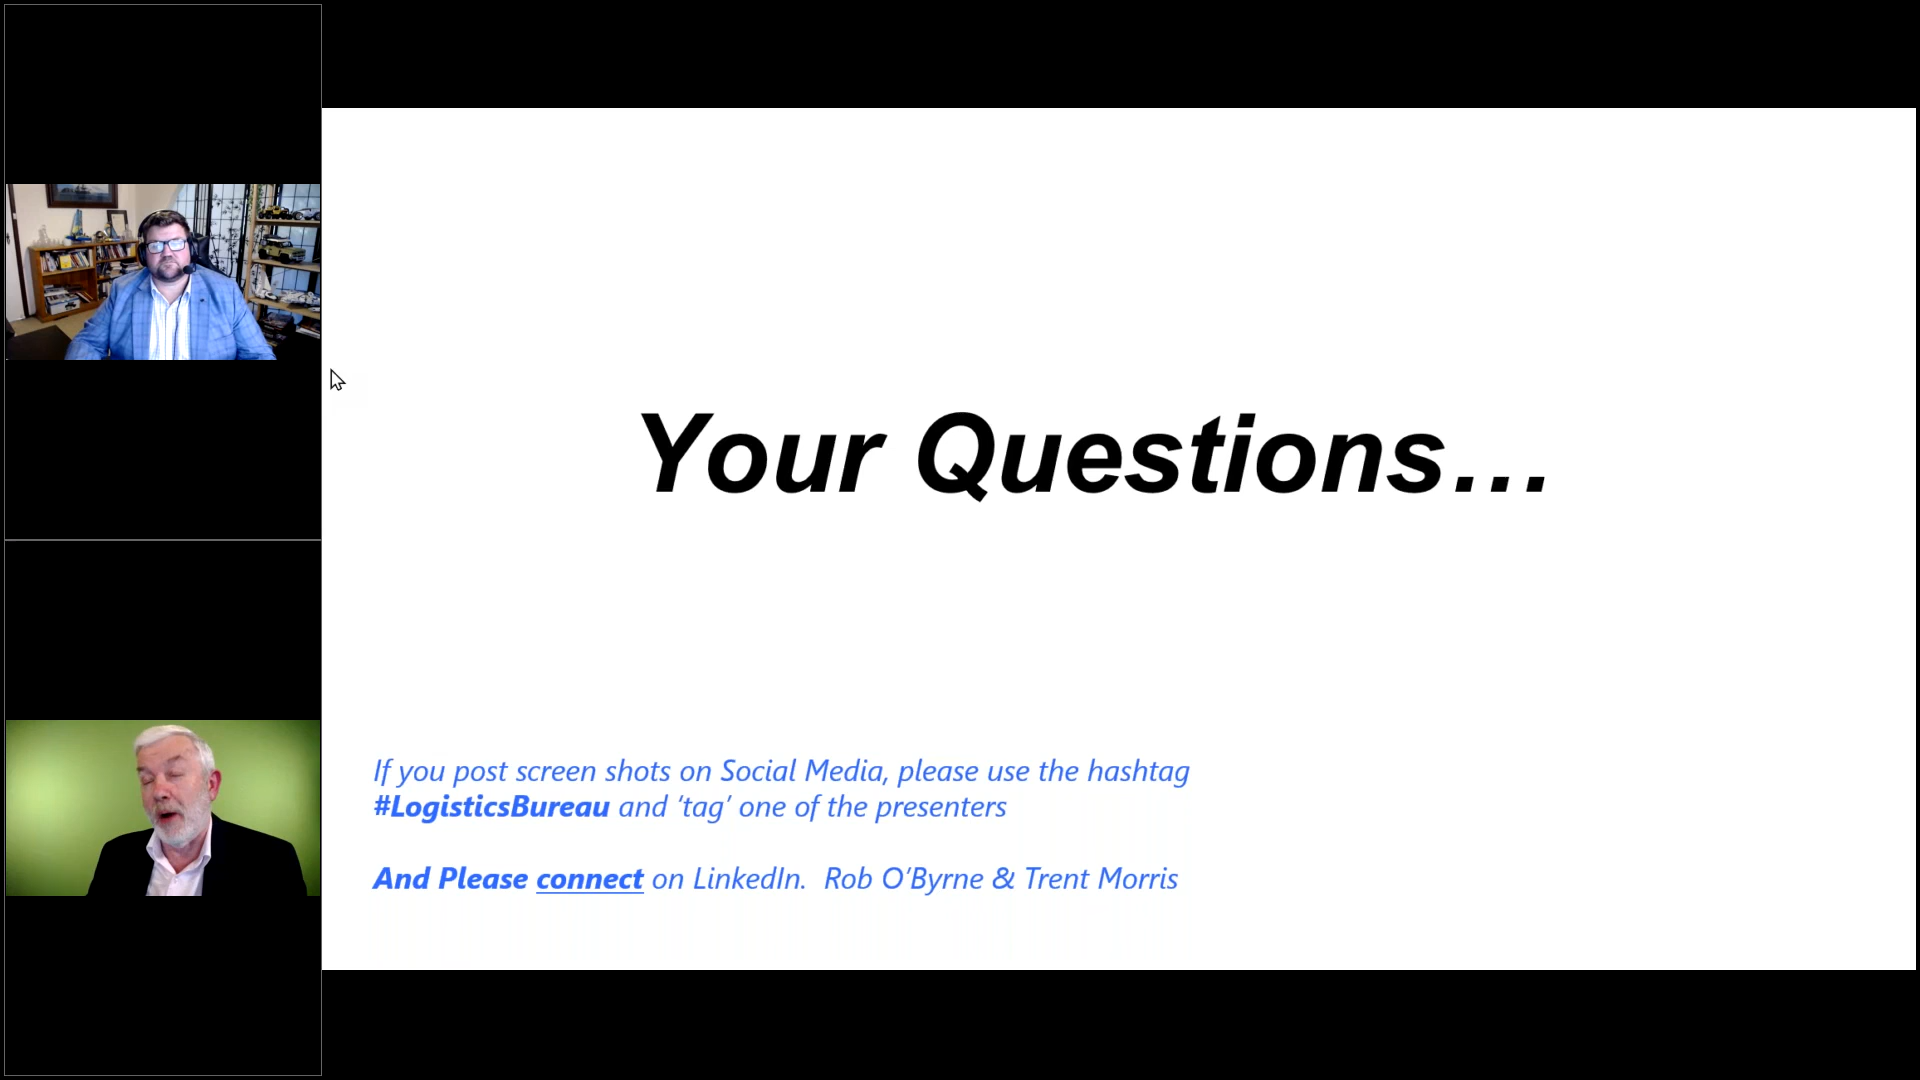 Your Questions…
If you post screen shots on Social Media, please use the hashtag
#LogisticsBureau and ‘tag’ one of the presenters
And Please connect on LinkedIn. Rob O’Byrne & Trent Morris